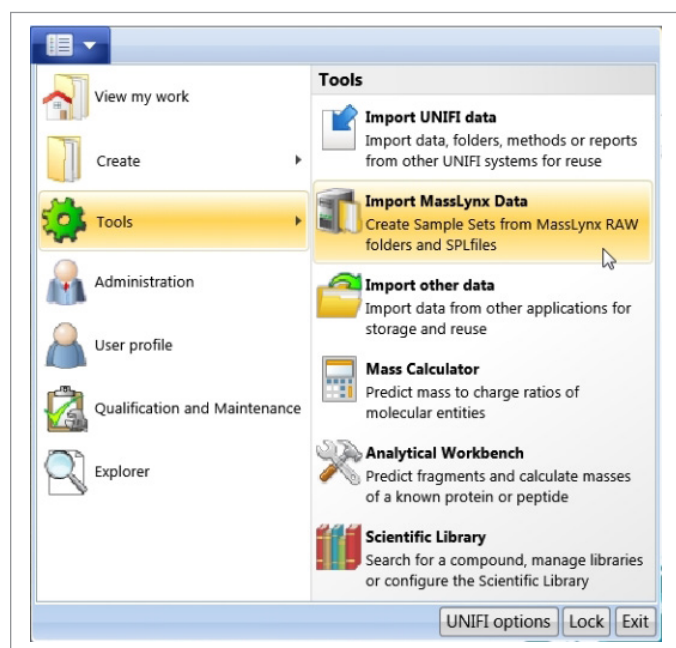 View my work
Create
Tools
Administration
User profile
Qualification and Maintenance
Explorer
Tools
Import UNIFI data
Import data, folders, methods or reports
from other UNIFI systems for reuse
Import MassLynx Data
Create Sample Sets from MassLynx RAW
folders and SPLfiles
Import other data
Import data from other applications for
storage and reuse
Mass Calculator
Predict mass to charge ratios of
molecular entities
Analytical Workbench
Predict fragments and calculate masses
of a known protein or peptide
Scientific Library
Search for a compound, manage libraries
or configure the Scientific Library
UNIFI options Lock Exit